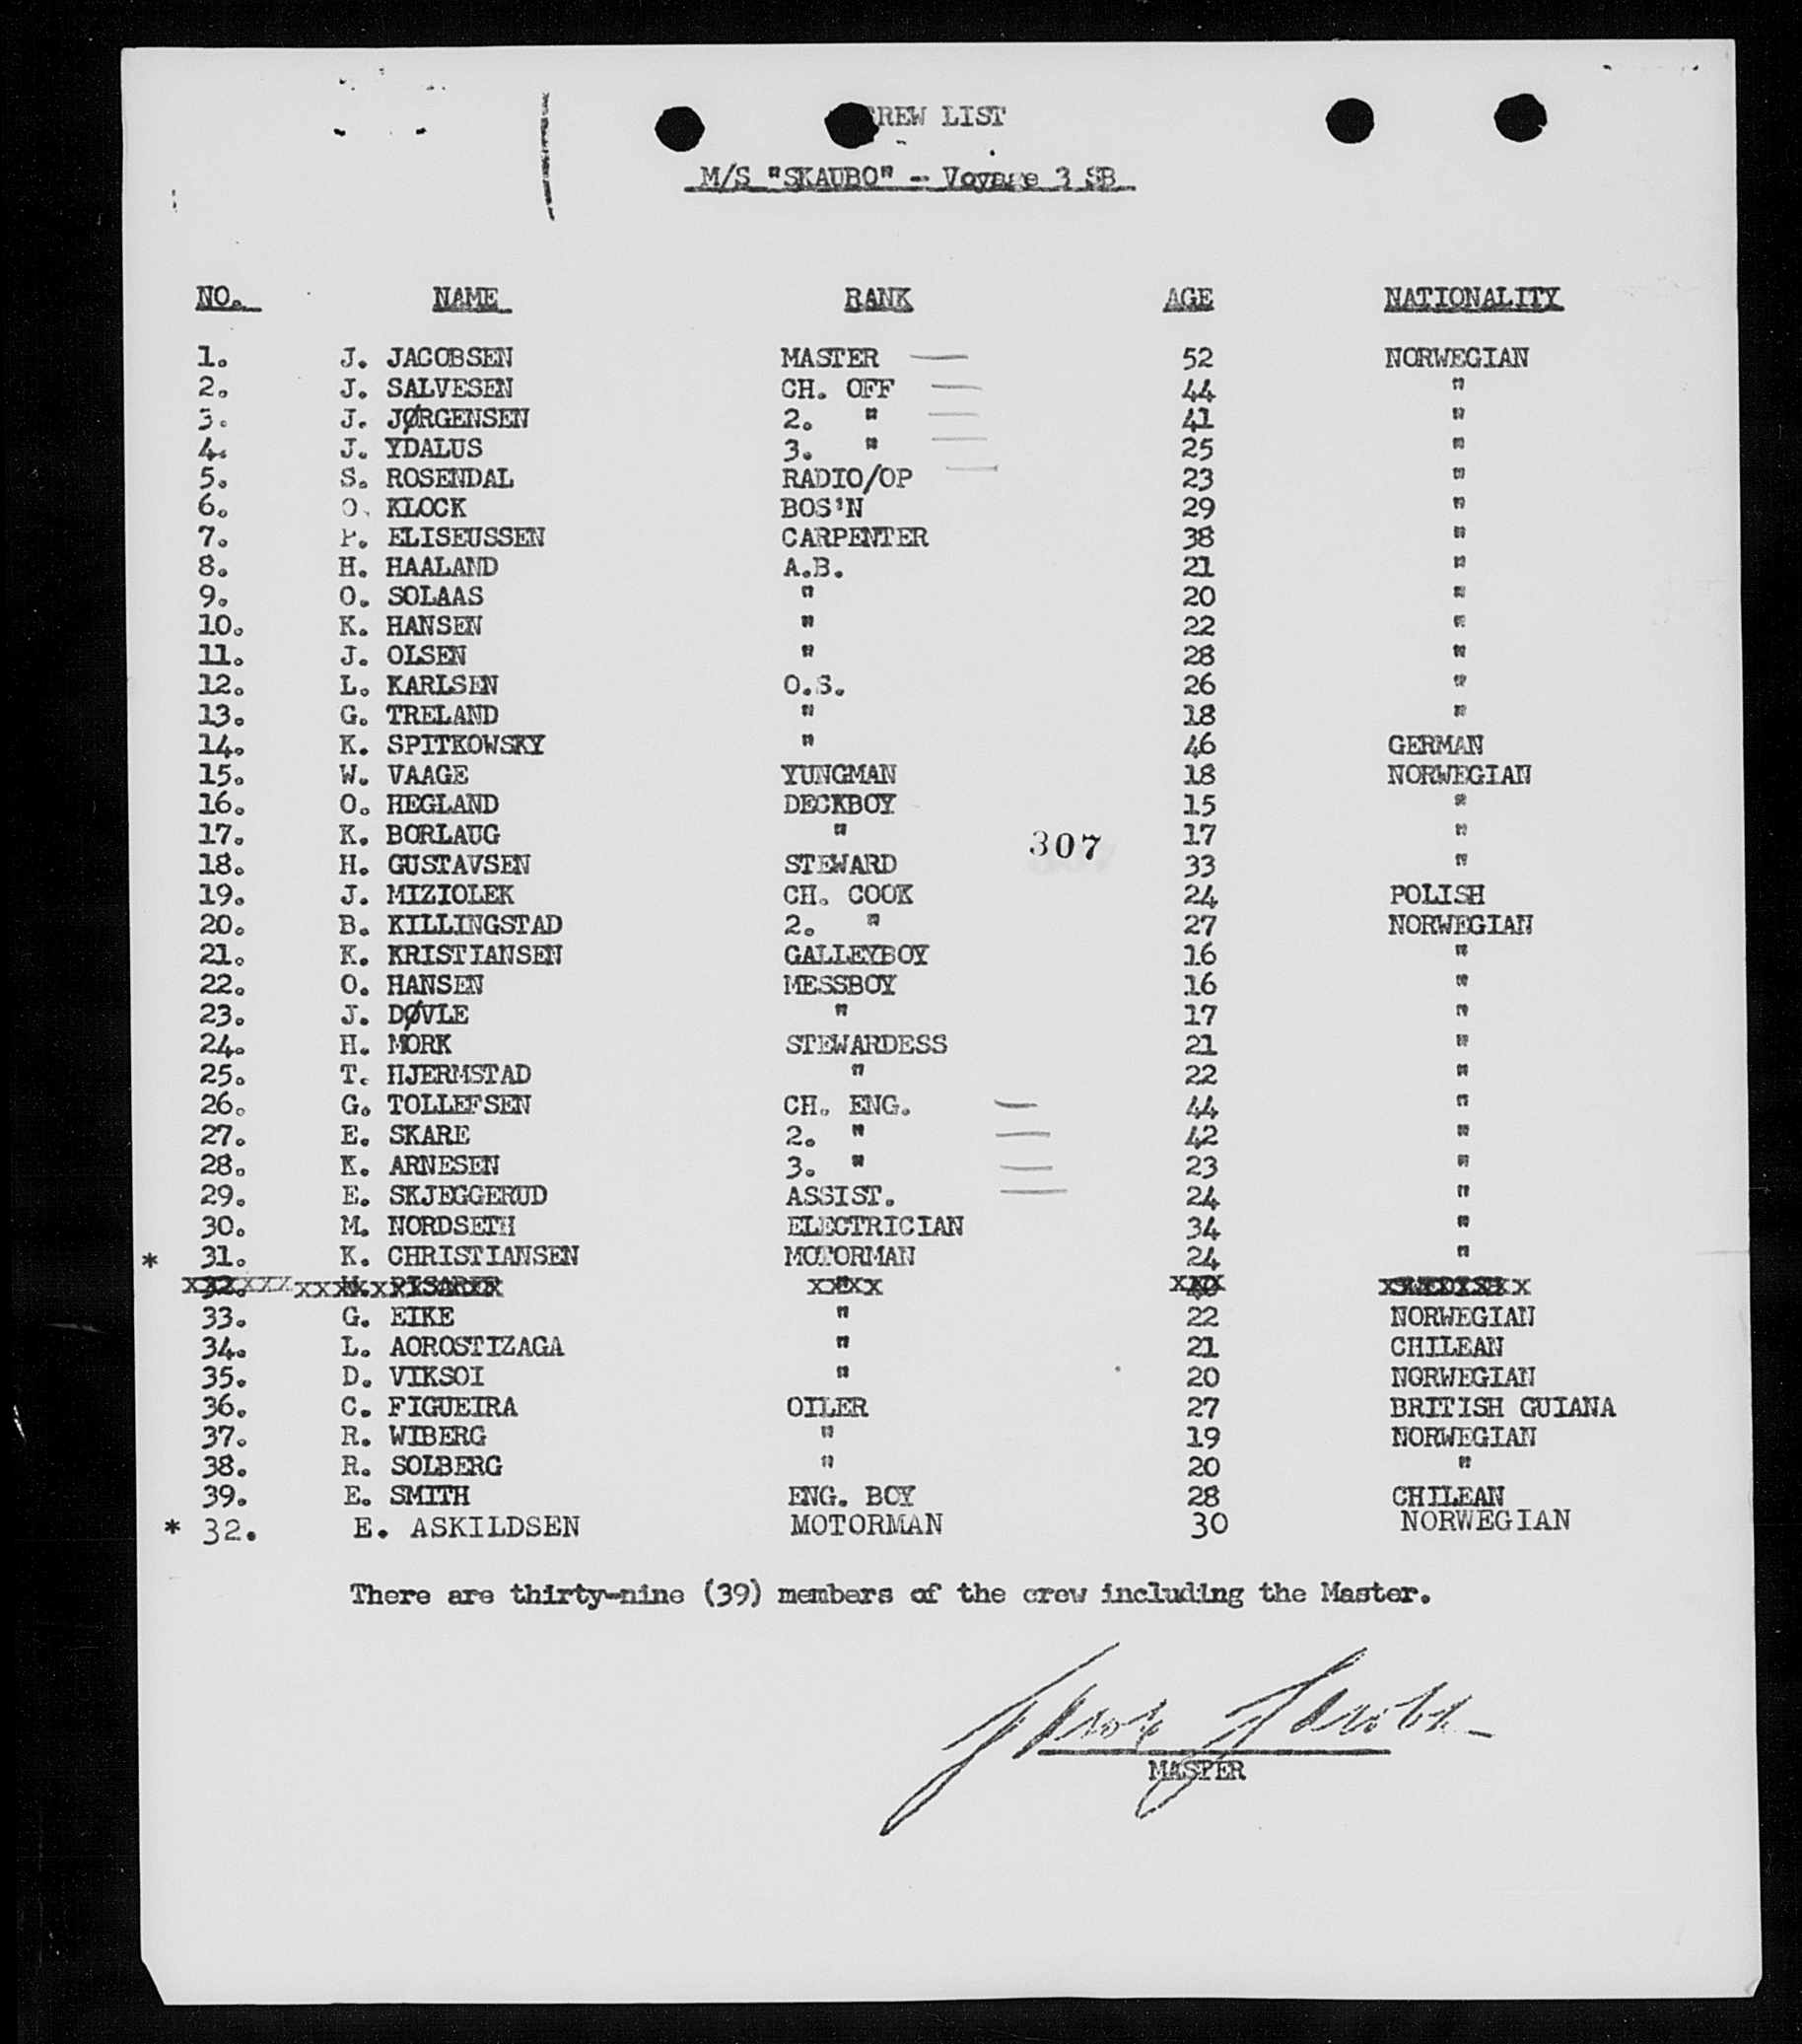 CREW LIST
M/S "SKAUBO" - Voyage 3 SB
NO. NAME RANK AGE NATIONALITY
1. J. JACOBSEN MASTER 52 NORWEGIAN
2. J. SALVESEN CH. OFF 44 "
3. J. JØRGENSEN 2. " 41 "
4. J. YDALUS 3. " 25 "
5. S. ROSENDAL RADIO/OP 23 "
6. O. KLOCK BOS'N 29 "
7. P. ELISEUSSEN CARPENTER 38 "
8. H. HAALAND A.B. 21 "
9. O. SOLAAS " 20 "
10. K. HANSEN " 22 "
11. J. OLSEN " 28 "
12. L. KARLSEN O.S. 26 "
13. G. TRELAND " 18 "
14. K. SPITKOWSKY " 46 GERMAN
15. W. VAAGE YUNGMAN 18 NORWEGIAN
16. O. HEGLAND DECKBOY 15 "
17. K. BORLAUG " 307 17 "
18. H. GUSTAVSEN STEWARD 33 "
19. J. MIZIOLEK CH. COOK 24 POLISH
20. B. KILLINGSTAD 2. " 27 NORWEGIAN
21. K. KRISTIANSEN GALLEYBOY 16 "
22. O. HANSEN MESSBOY 16 "
23. J. DØVLE " 17 "
24. H. MORK STEWARDESS 21 "
25. T. HJERMSTAD " 22 "
26. G. TOLLEFSEN CH. ENG. 44 "
27. E. SKARE 2. " 42 "
28. K. ARNESEN 3. " 23 "
29. E. SKJEGGERUD ASSIST. 24 "
30. M. NORDSETH ELECTRICIAN 34 "
* 31. K. CHRISTIANSEN MOTORMAN 24 "
32. " SWEDISH
33. G. EIKE " 22 NORWEGIAN
34. L. AOROSTIZAGA " 21 CHILEAN
35. D. VIKSOI " 20 NORWEGIAN
36. C. FIGUEIRA OILER 27 BRITISH GUIANA
37. R. WIBERG " 19 NORWEGIAN
38. R. SOLBERG " 20 "
39. E. SMITH ENG. BOY 28 CHILEAN
* 32. E. ASKILDSEN MOTORMAN 30 NORWEGIAN
There are thirty-nine (39) members of the crew including the Master.
MASTER